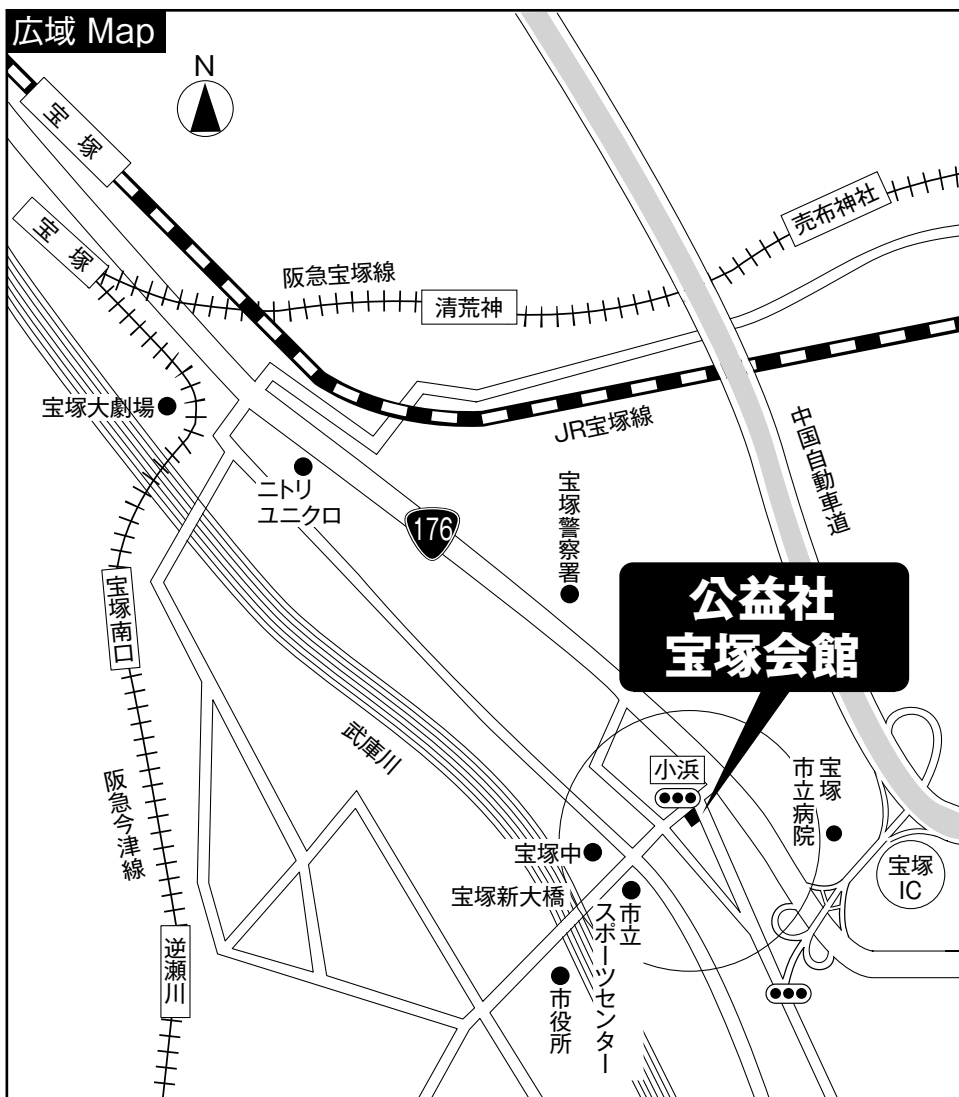 広域 Map
N
宝塚
宝塚
売布神社
阪急宝塚線
清荒神
宝塚大劇場
JR宝塚線
中国自動車道
ニトリ
ユニクロ
176
宝塚警察署
公益社
宝塚会館
宝塚南口
武庫川
小浜
宝塚
市立病院
阪急今津線
宝塚中
宝塚新大橋
宝塚
IC
市立
スポーツセンター
逆瀬川
市役所